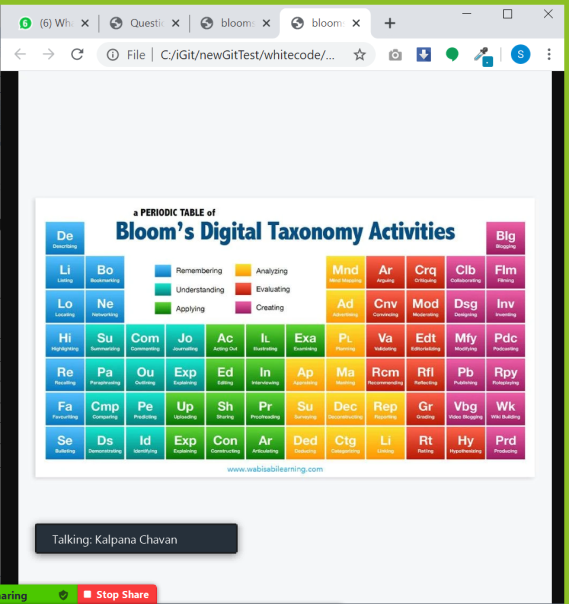 (6) Wh
Questi
bloom
bloom
File | C:/iGit/newGitTest/whitecode/...
S
a PERIODIC TABLE of
Bloom's Digital Taxonomy Activities
De Blg
Describing Blogging
Li Bo Remembering Analyzing Mnd Ar Crq Clb Flm
Listing Bookmarking Mind Mapping Arguing Critiquing Collaborating Filming
Understanding Evaluating
Lo Ne Applying Creating Ad Cnv Mod Dsg Inv
Locating Networking Advertising Convincing Moderating Designing Inventing
Hi Su Com Jo Ac IL Exa PL Va Edt Mfy Pdc
Highlighting Summarizing Commenting Journalling Acting Out Illustrating Examining Planning Validating Editorializing Modifying Podcasting
Re Pa Ou Exp Ed In Ap Ma Rcm Rfl Pb Rpy
Recalling Paraphrasing Outlining Explaining Editing Interviewing Appraising Mashing Recommending Reflecting Publishing Roleplaying
Fa Cmp Pe Up Sh Pr Su Dec Rep Gr Vbg Wk
Favouriting Comparing Predicting Uploading Sharing Proofreading Surveying Deconstructing Reporting Grading Video Blogging Wiki Building
Se Ds Id Exp Con Ar Ded Ctg Li Rt Hy Prd
Bulleting Demonstrating Identifying Explaining Constructing Articulating Deducing Categorizing Linking Rating Hypothesizing Producing
www.wabisabilearning.com
Talking: Kalpana Chavan
aring Stop Share